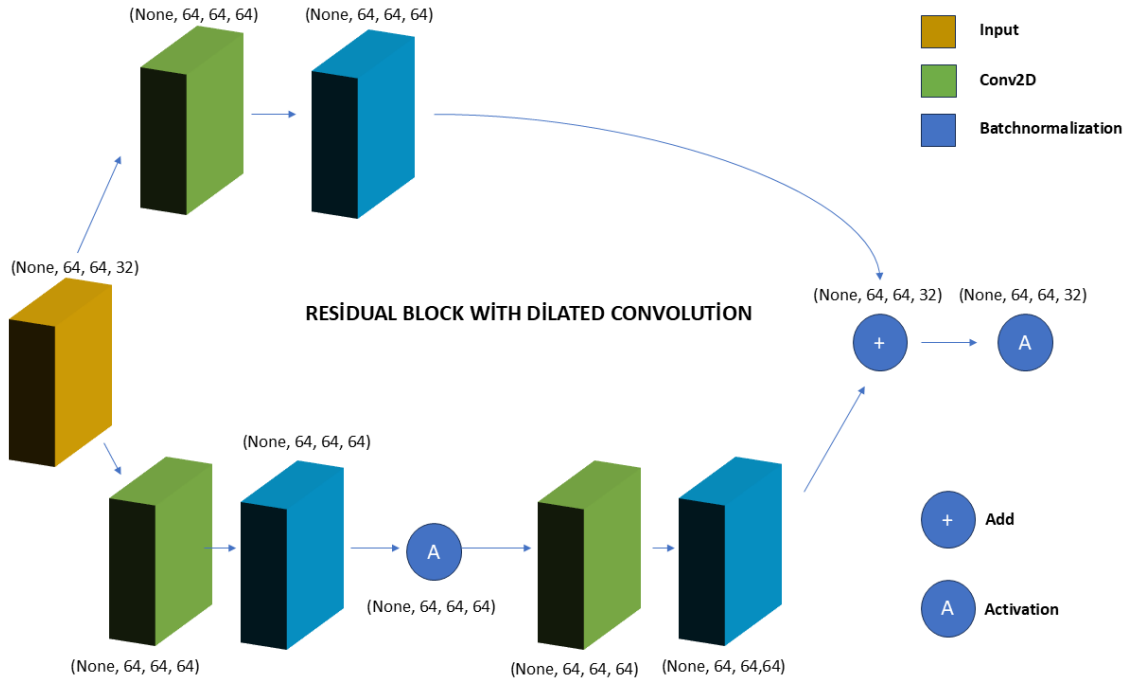 (None, 64, 64, 64)
(None, 64, 64, 64)
Input
Conv2D
Batchnormalization
(None, 64, 64, 32)
RESİDUAL BLOCK WİTH DİLATED CONVOLUTİON
(None, 64, 64, 32)
(None, 64, 64, 32)
+
A
(None, 64, 64, 64)
A
(None, 64, 64, 64)
+
Add
A
Activation
(None, 64, 64, 64)
(None, 64, 64, 64)
(None, 64, 64,64)